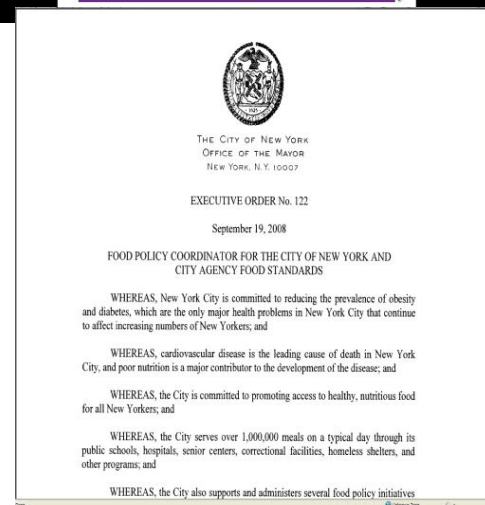 THE CITY OF NEW YORK
OFFICE OF THE MAYOR
NEW YORK, N.Y. 10007
EXECUTIVE ORDER No. 122
September 19, 2008
FOOD POLICY COORDINATOR FOR THE CITY OF NEW YORK AND
CITY AGENCY FOOD STANDARDS
WHEREAS, New York City is committed to reducing the prevalence of obesity
and diabetes, which are the only major health problems in New York City that continue
to affect increasing numbers of New Yorkers; and
WHEREAS, cardiovascular disease is the leading cause of death in New York
City, and poor nutrition is a major contributor to the development of the disease; and
WHEREAS, the City is committed to promoting access to healthy, nutritious food
for all New Yorkers; and
WHEREAS, the City serves over 1,000,000 meals on a typical day through its
public schools, hospitals, senior centers, correctional facilities, homeless shelters, and
other programs; and
WHEREAS, the City also supports and administers several food policy initiatives